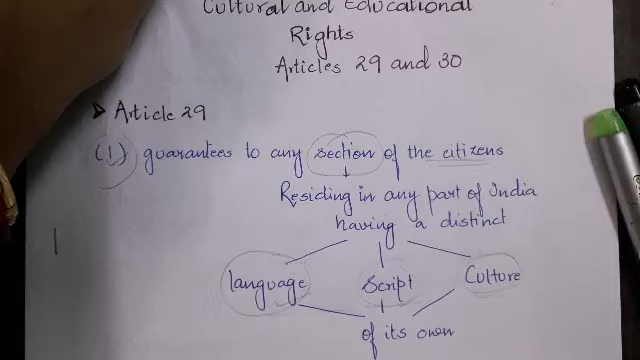 Cultural and Educational
Rights
Articles 29 and 30
➤ Article 29
(1) guarantees to any section of the citizens
Residing in any part of India
having a distinct
language Script Culture
of its own